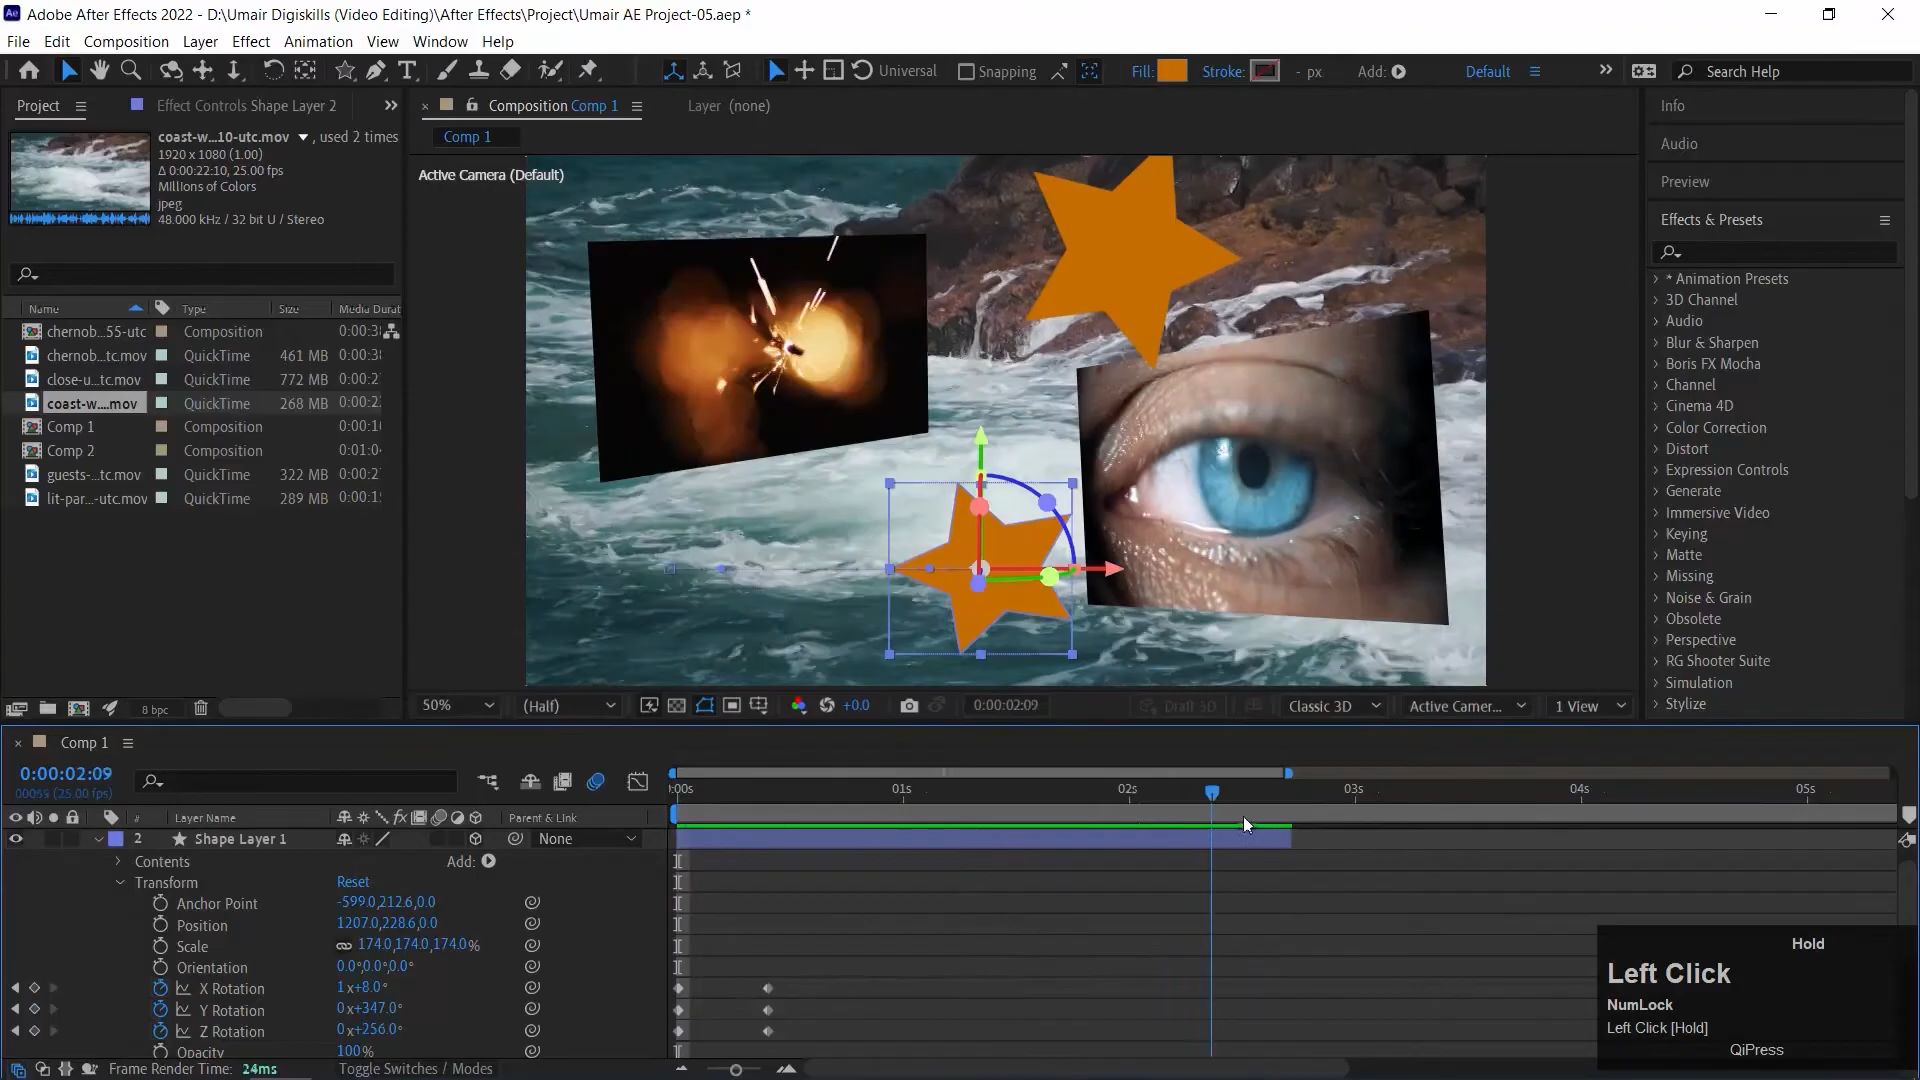 Adobe After Effects 2022 - D:\Umair Digiskills (Video Editing)\After Effects\Project\Umair AE Project-05.aep *
File Edit Composition Layer Effect Animation View Window Help
Universal Snapping Fill: Stroke: - px Add: Default Search Help
Project Effect Controls Shape Layer 2
Composition Comp 1 Layer (none)
Info
coast-w...10-utc.mov , used 2 times
1920 x 1080 (1.00)
Δ 0:00:22:10, 25.00 fps
Millions of Colors
jpeg
48.000 kHz / 32 bit U / Stereo
Comp 1
Active Camera (Default)
Audio
Preview
Effects & Presets
* Animation Presets
3D Channel
Audio
Blur & Sharpen
Boris FX Mocha
Channel
Cinema 4D
Color Correction
Distort
Expression Controls
Generate
Immersive Video
Keying
Matte
Missing
Noise & Grain
Obsolete
Perspective
RG Shooter Suite
Simulation
Stylize
Name Type Size Media Durat
chernob...55-utc Composition 0:00:3
chernob...tc.mov QuickTime 461 MB 0:00:3
close-u...tc.mov QuickTime 772 MB 0:00:2
coast-w....mov QuickTime 268 MB 0:00:2
Comp 1 Composition 0:00:1
Comp 2 Composition 0:01:0
guests-...tc.mov QuickTime 322 MB 0:00:2
lit-par...-utc.mov QuickTime 289 MB 0:00:1
8 bpc
50% (Half) +0.0 0:00:02:09 Draft 3D Classic 3D Active Camer... 1 View
Comp 1
0:00:02:09
00059 (25.00 fps)
:00s 01s 02s 03s 04s 05s
# Layer Name Parent & Link
2 Shape Layer 1 None
Contents Add:
Transform Reset
Anchor Point -599.0,212.6,0.0
Position 1207.0,228.6,0.0
Scale 174.0,174.0,174.0%
Orientation 0.0°,0.0°,0.0°
X Rotation 1x+8.0°
Y Rotation 0x+347.0°
Z Rotation 0x+256.0°
Opacity 100%
Frame Render Time: 24ms Toggle Switches / Modes
Hold
Left Click
NumLock
Left Click [Hold]
QiPress